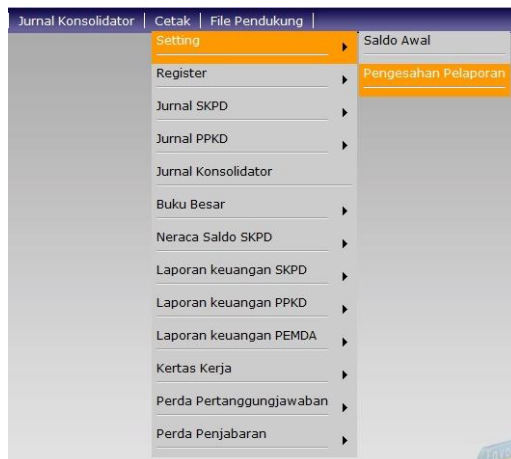 Jurnal Konsolidator | Cetak | File Pendukung |
Setting
Saldo Awal
Register
Pengesahan Pelaporan
Jurnal SKPD
Jurnal PPKD
Jurnal Konsolidator
Buku Besar
Neraca Saldo SKPD
Laporan keuangan SKPD
Laporan keuangan PPKD
Laporan keuangan PEMDA
Kertas Kerja
Perda Pertanggungjawaban
Perda Penjabaran